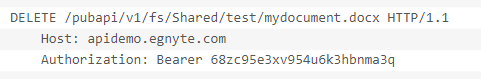 DELETE /pubapi/v1/fs/Shared/test/mydocument.docx HTTP/1.1
Host: apidemo.egnyte.com
Authorization: Bearer 68zc95e3xv954u6k3hbnma3q